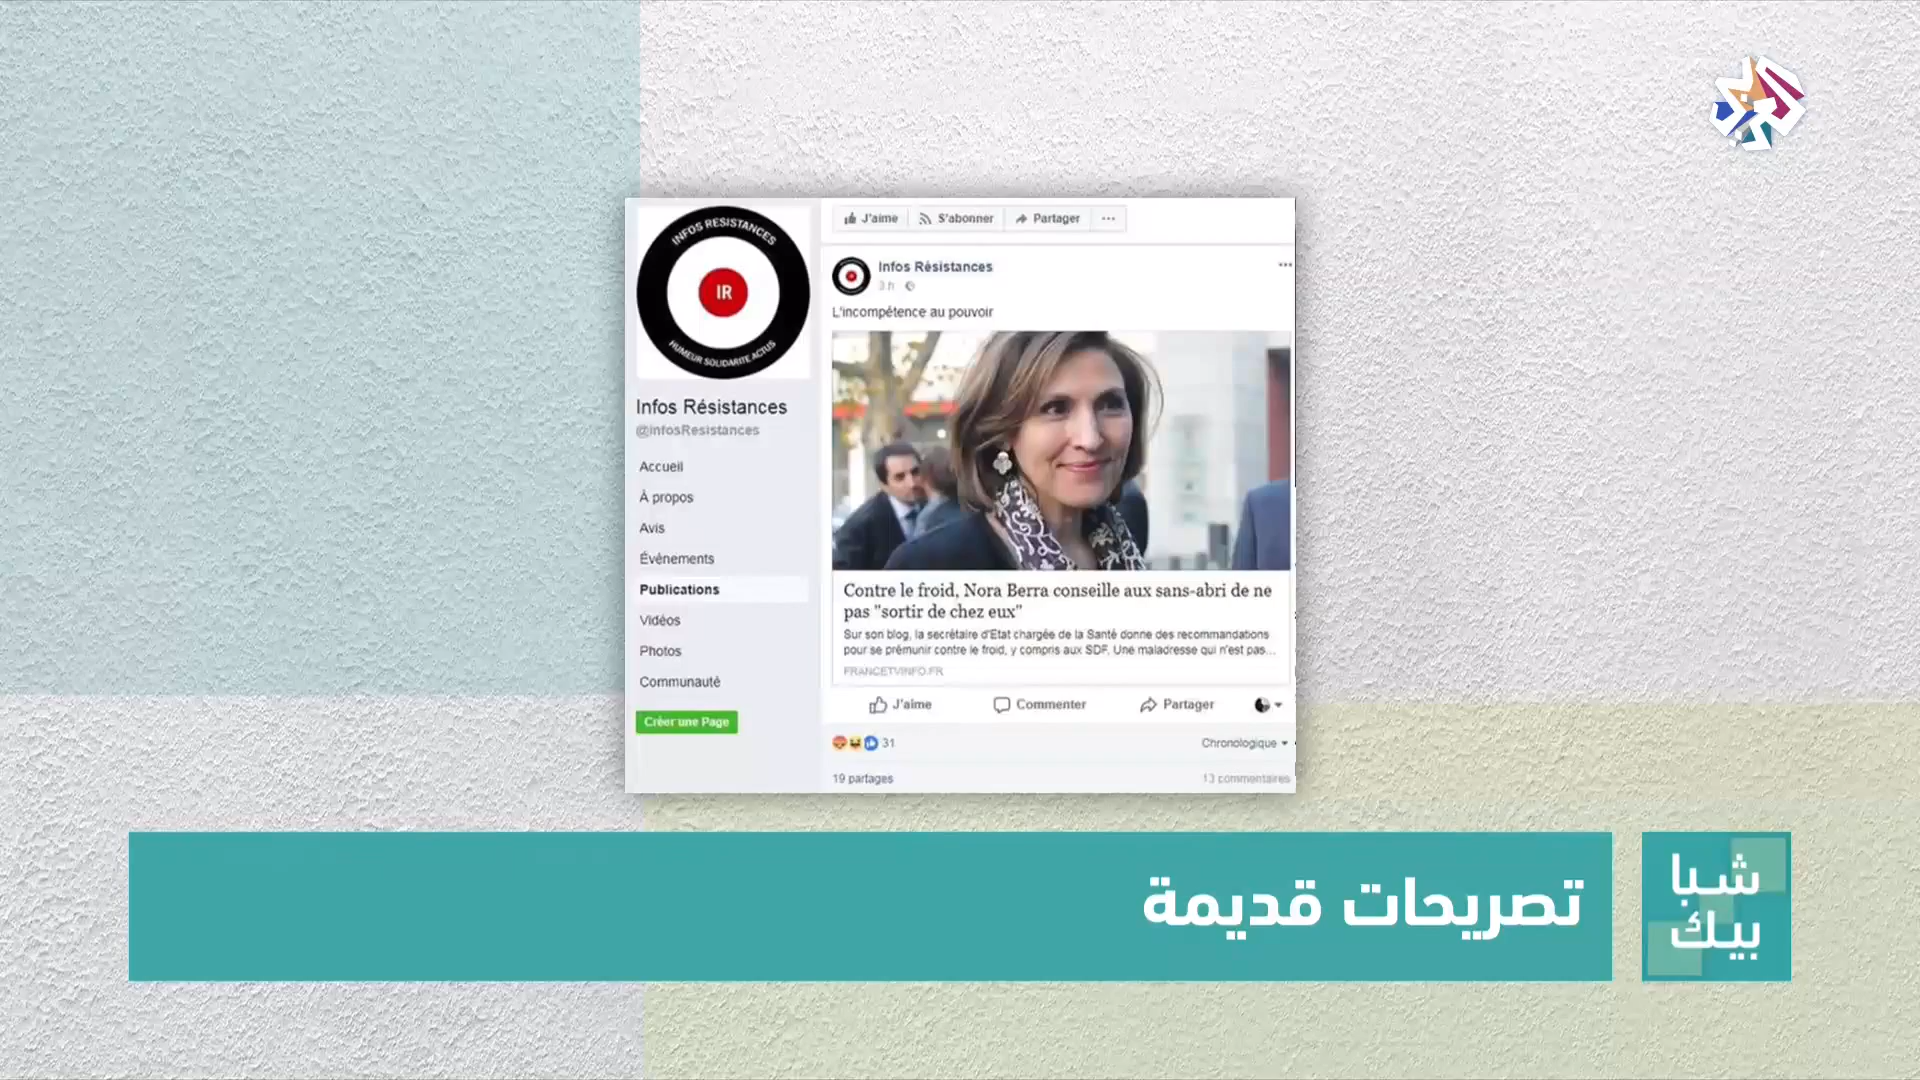 INFOS RESISTANCES
IR
HUMEUR SOLIDARITE ACTUS
Infos Résistances
@infosResistances
Accueil
À propos
Avis
Événements
Publications
Vidéos
Photos
Communauté
Créer une Page
J'aime S'abonner Partager
Infos Résistances
3 h
L'incompétence au pouvoir
Contre le froid, Nora Berra conseille aux sans-abri de ne
pas "sortir de chez eux"
Sur son blog, la secrétaire d'Etat chargée de la Santé donne des recommandations
pour se prémunir contre le froid, y compris aux SDF. Une maladresse qui n'est pas...
FRANCETVINFO.FR
J'aime Commenter Partager
31 Chronologique
19 partages 13 commentaires
تصريحات قديمة
شبا
بيك